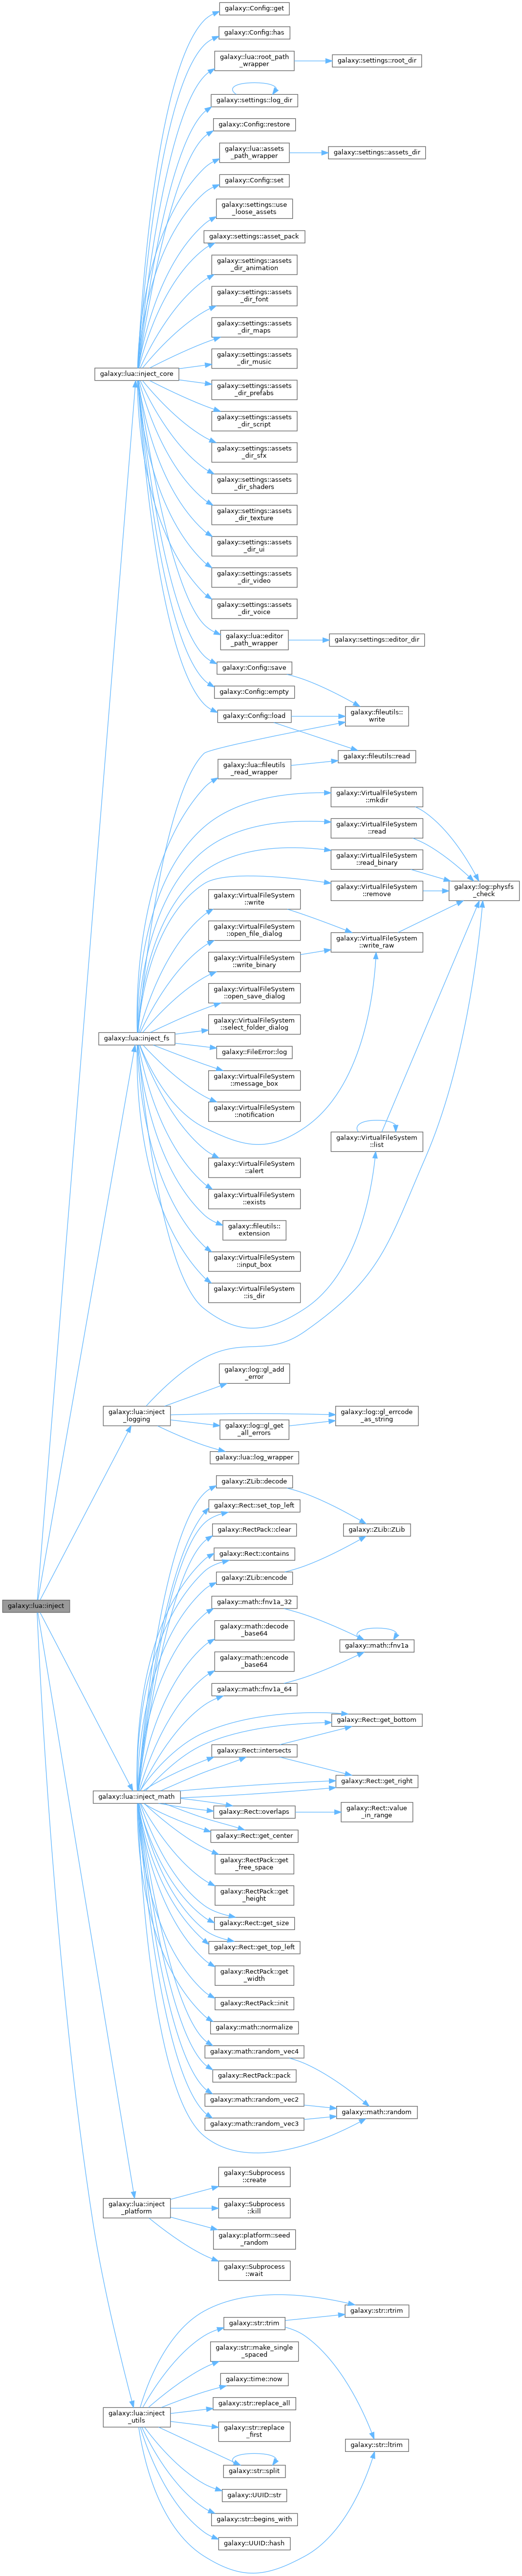 galaxy::Config::get
galaxy::Config::has
galaxy::lua::root_path
_wrapper
galaxy::settings::root_dir
galaxy::settings::log_dir
galaxy::Config::restore
galaxy::lua::assets
_path_wrapper
galaxy::settings::assets_dir
galaxy::Config::set
galaxy::settings::use
_loose_assets
galaxy::settings::asset_pack
galaxy::settings::assets
_dir_animation
galaxy::settings::assets
_dir_font
galaxy::settings::assets
_dir_maps
galaxy::settings::assets
_dir_music
galaxy::lua::inject_core
galaxy::settings::assets
_dir_prefabs
galaxy::settings::assets
_dir_script
galaxy::settings::assets
_dir_sfx
galaxy::settings::assets
_dir_shaders
galaxy::settings::assets
_dir_texture
galaxy::settings::assets
_dir_ui
galaxy::settings::assets
_dir_video
galaxy::settings::assets
_dir_voice
galaxy::lua::editor
_path_wrapper
galaxy::settings::editor_dir
galaxy::Config::save
galaxy::Config::empty
galaxy::Config::load
galaxy::fileutils::
write
galaxy::fileutils::read
galaxy::lua::fileutils
_read_wrapper
galaxy::VirtualFileSystem
::mkdir
galaxy::VirtualFileSystem
::read
galaxy::VirtualFileSystem
::read_binary
galaxy::VirtualFileSystem
::remove
galaxy::log::physfs
_check
galaxy::VirtualFileSystem
::write
galaxy::VirtualFileSystem
::open_file_dialog
galaxy::VirtualFileSystem
::write_raw
galaxy::VirtualFileSystem
::write_binary
galaxy::VirtualFileSystem
::open_save_dialog
galaxy::VirtualFileSystem
::select_folder_dialog
galaxy::lua::inject_fs
galaxy::FileError::log
galaxy::VirtualFileSystem
::message_box
galaxy::VirtualFileSystem
::notification
galaxy::VirtualFileSystem
::list
galaxy::VirtualFileSystem
::alert
galaxy::VirtualFileSystem
::exists
galaxy::fileutils::
extension
galaxy::VirtualFileSystem
::input_box
galaxy::VirtualFileSystem
::is_dir
galaxy::log::gl_add
_error
galaxy::lua::inject
_logging
galaxy::log::gl_get
_all_errors
galaxy::log::gl_errcode
_as_string
galaxy::lua::log_wrapper
galaxy::ZLib::decode
galaxy::Rect::set_top_left
galaxy::RectPack::clear
galaxy::ZLib::ZLib
galaxy::Rect::contains
galaxy::ZLib::encode
galaxy::math::fnv1a_32
galaxy::lua::inject
galaxy::math::decode
_base64
galaxy::math::fnv1a
galaxy::math::encode
_base64
galaxy::math::fnv1a_64
galaxy::Rect::get_bottom
galaxy::Rect::intersects
galaxy::Rect::get_right
galaxy::lua::inject_math
galaxy::Rect::overlaps
galaxy::Rect::value
_in_range
galaxy::Rect::get_center
galaxy::RectPack::get
_free_space
galaxy::RectPack::get
_height
galaxy::Rect::get_size
galaxy::Rect::get_top_left
galaxy::RectPack::get
_width
galaxy::RectPack::init
galaxy::math::normalize
galaxy::math::random_vec4
galaxy::RectPack::pack
galaxy::math::random_vec2
galaxy::math::random
galaxy::math::random_vec3
galaxy::Subprocess
::create
galaxy::lua::inject
_platform
galaxy::Subprocess
::kill
galaxy::platform::seed
_random
galaxy::Subprocess
::wait
galaxy::str::rtrim
galaxy::str::trim
galaxy::str::make_single
_spaced
galaxy::time::now
galaxy::str::replace_all
galaxy::lua::inject
_utils
galaxy::str::replace
_first
galaxy::str::ltrim
galaxy::str::split
galaxy::UUID::str
galaxy::str::begins_with
galaxy::UUID::hash